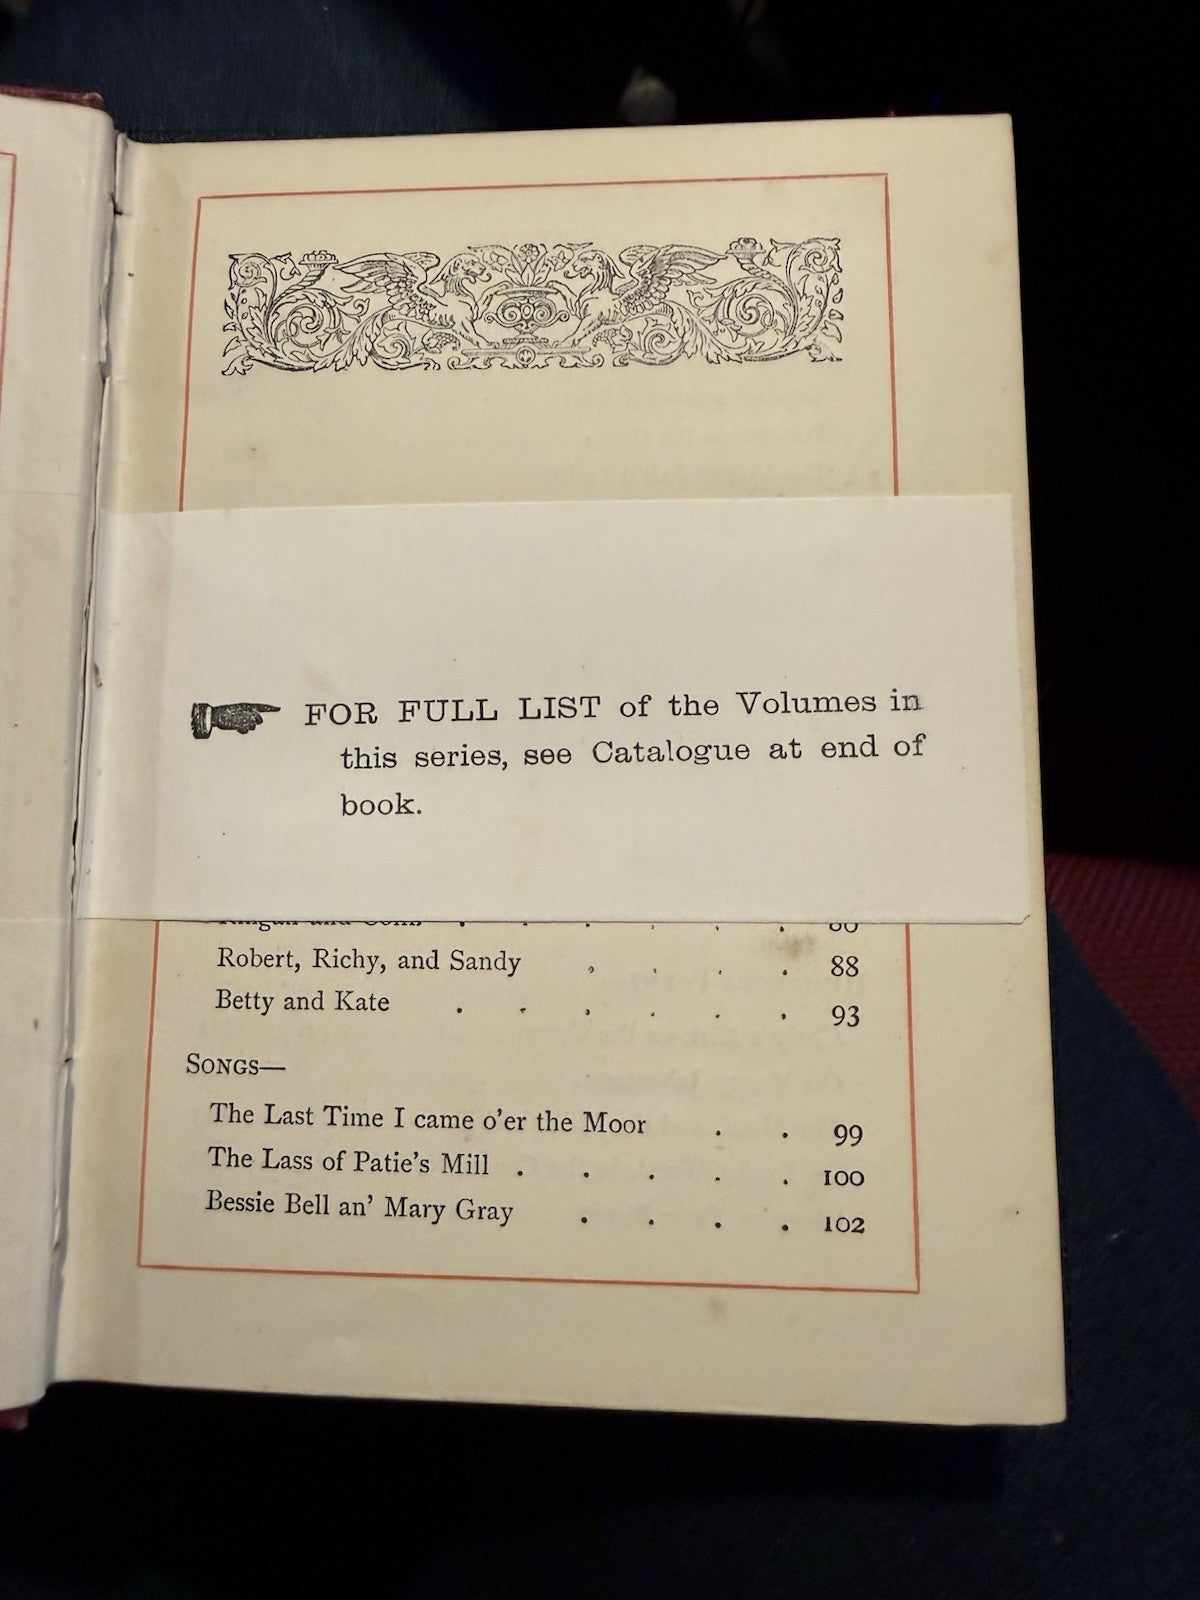 FOR FULL LIST of the Volumes in
this series, see Catalogue at end of
book.
Robert, Richy, and Sandy . . . . 88
Betty and Kate . . . . . . 93
SONGS—
The Last Time I came o'er the Moor . . 99
The Lass of Patie's Mill . . . . . 100
Bessie Bell an' Mary Gray . . . . 102